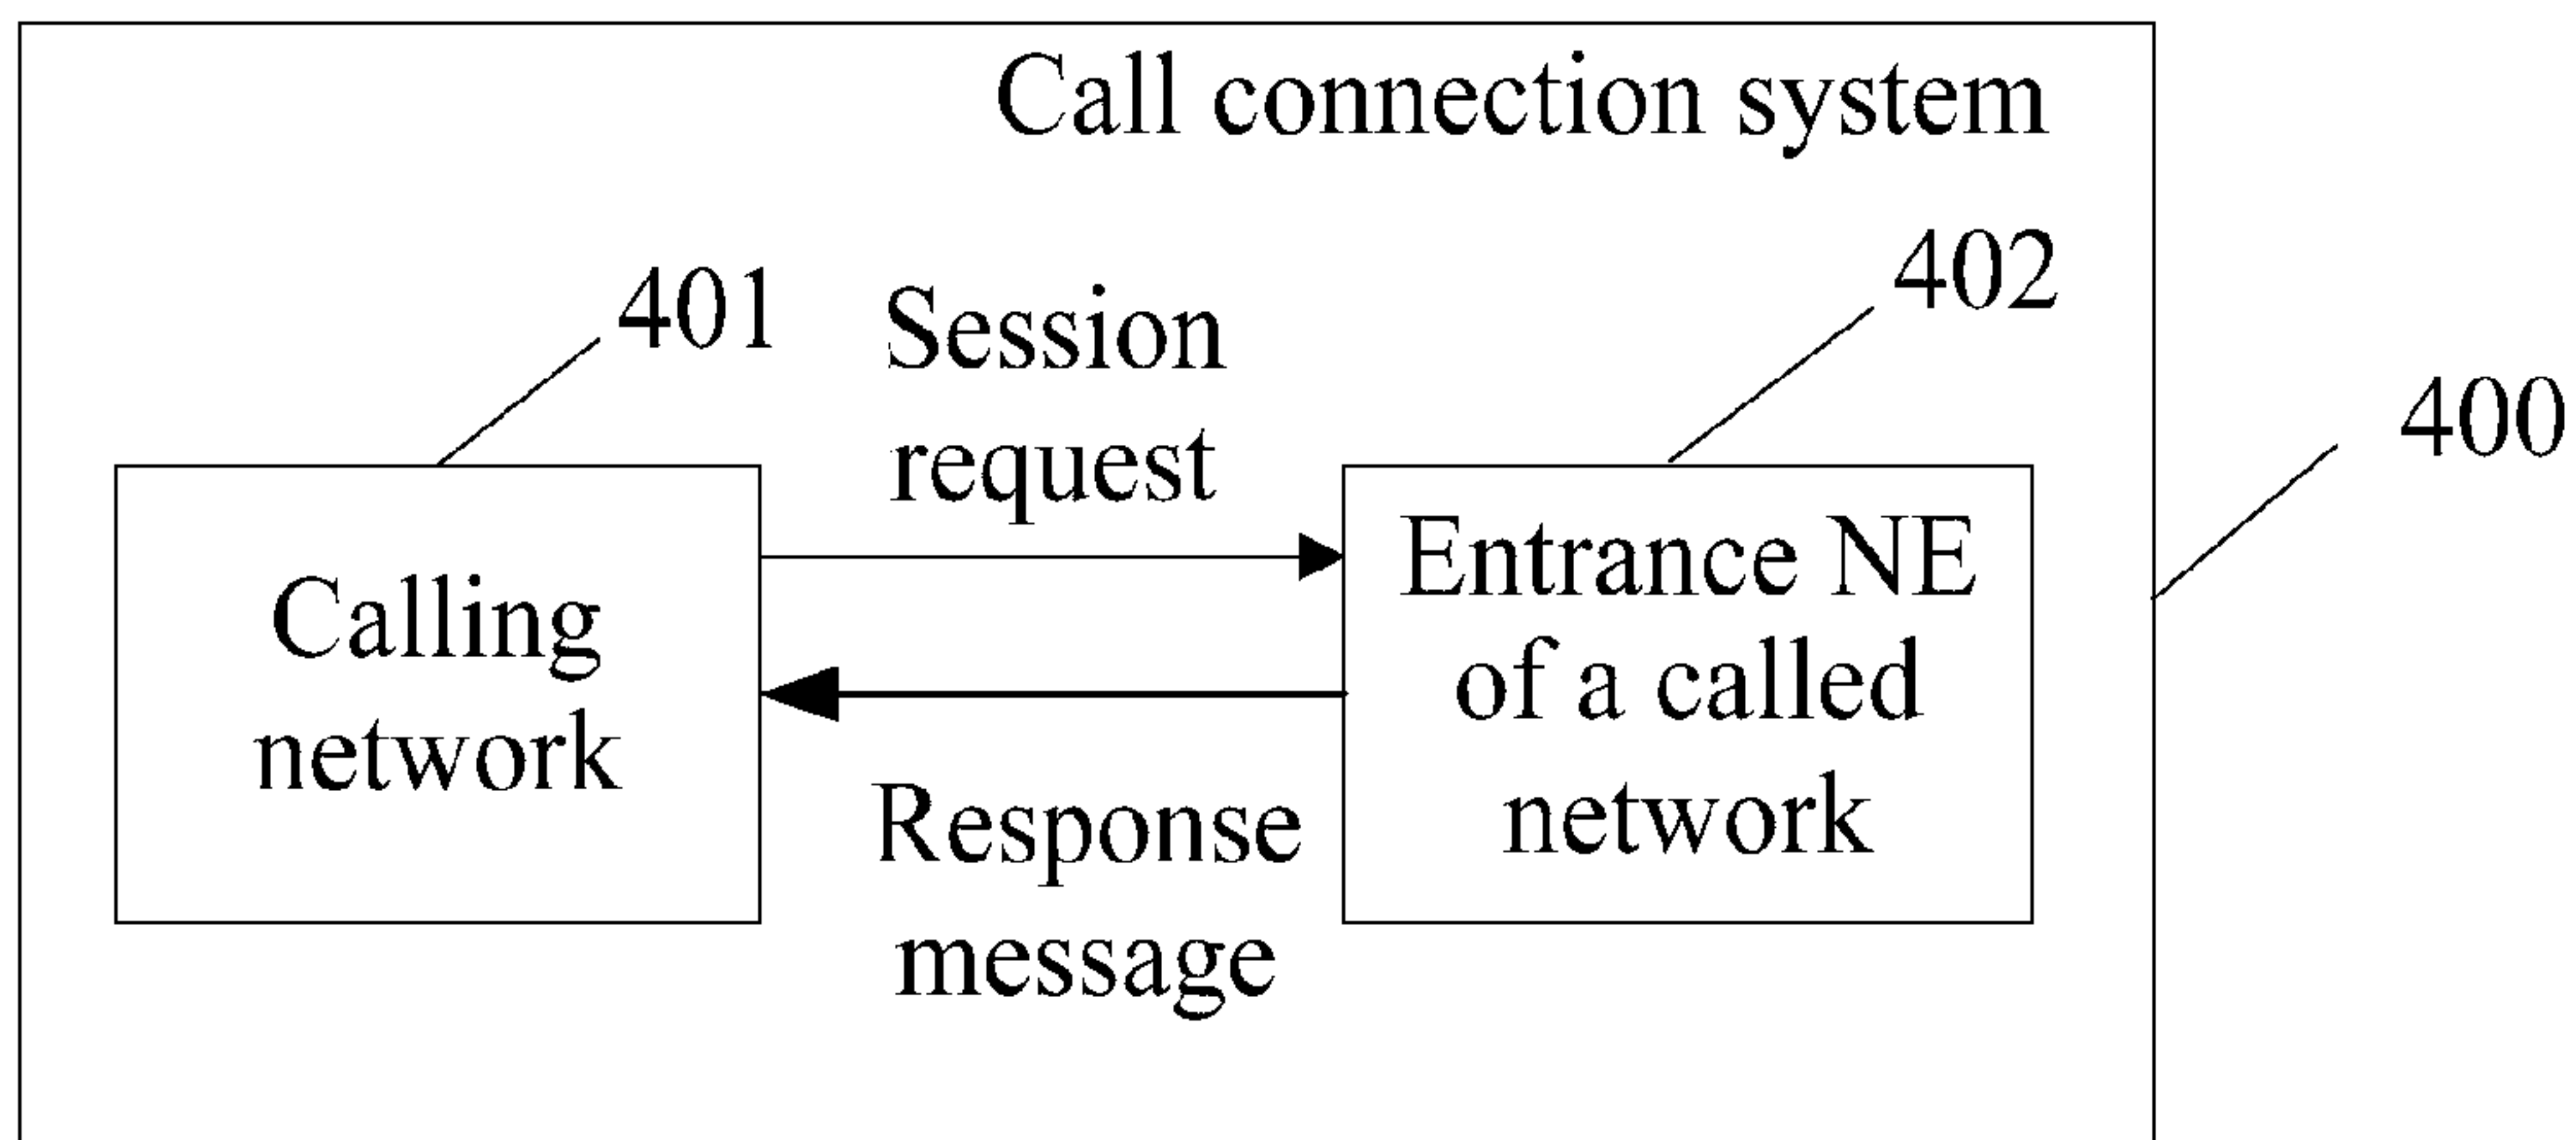 Call connection system
401
Session
request
402
400
Calling
network
Entrance NE
of a called
network
Response
message